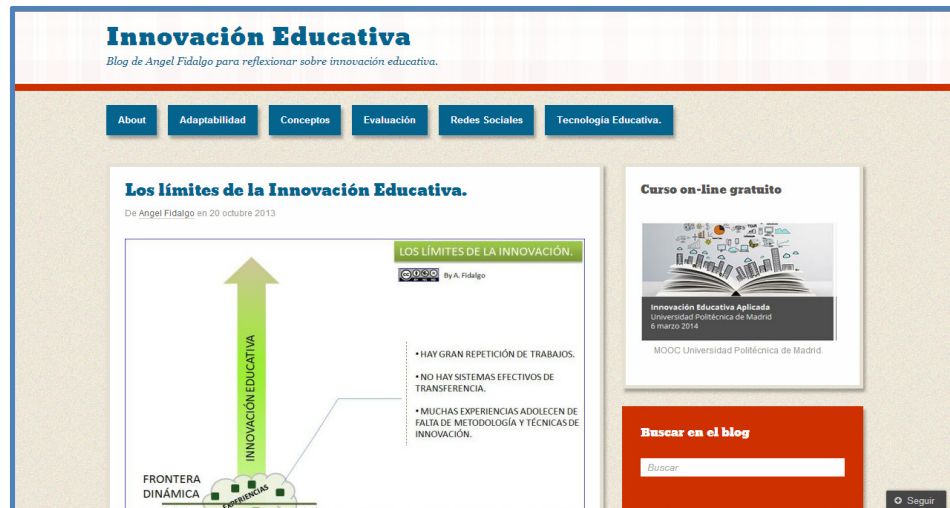 Innovación Educativa
Blog de Angel Fidalgo para reflexionar sobre innovación educativa.
About
Adaptabilidad
Conceptos
Evaluación
Redes Sociales
Tecnología Educativa.
Los límites de la Innovación Educativa.
De Angel Fidalgo en 20 octubre 2013
LOS LÍMITES DE LA INNOVACIÓN.
By A. Fidalgo
INNOVACIÓN EDUCATIVA
• HAY GRAN REPETICIÓN DE TRABAJOS.
• NO HAY SISTEMAS EFECTIVOS DE
TRANSFERENCIA.
• MUCHAS EXPERIENCIAS ADOLECEN DE
FALTA DE METODOLOGÍA Y TÉCNICAS DE
INNOVACIÓN.
FRONTERA
DINÁMICA
EXPERIENCIAS
Curso on-line gratuito
Innovación Educativa Aplicada
Universidad Politécnica de Madrid
6 marzo 2014
MOOC Universidad Politécnica de Madrid.
Buscar en el blog
Buscar
Seguir